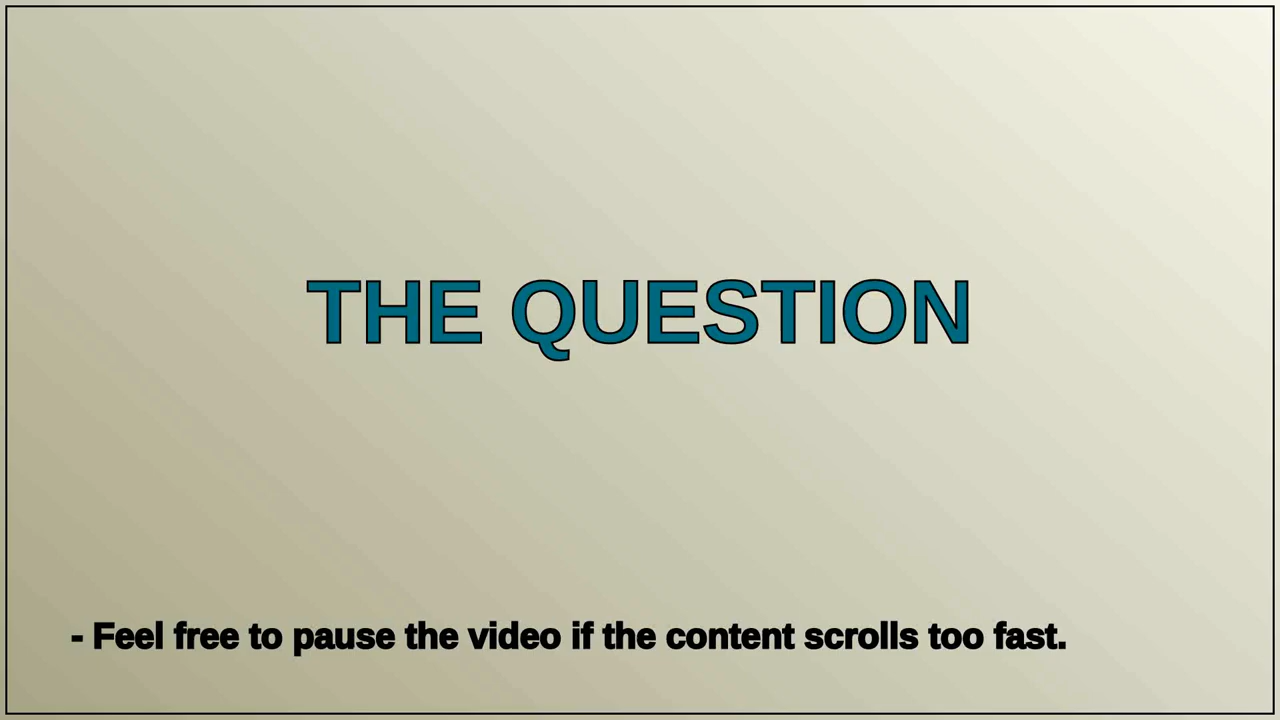 THE QUESTION
- Feel free to pause the video if the content scrolls too fast.